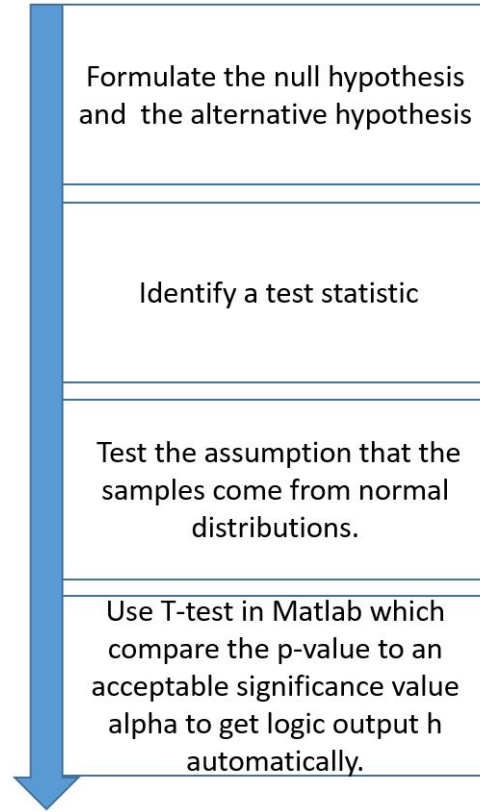 Formulate the null hypothesis
and  the alternative hypothesis
Identify a test statistic
Test the assumption that the
samples come from normal
distributions.
Use T-test in Matlab which
compare the p-value to an
acceptable significance value
alpha to get logic output h
automatically.